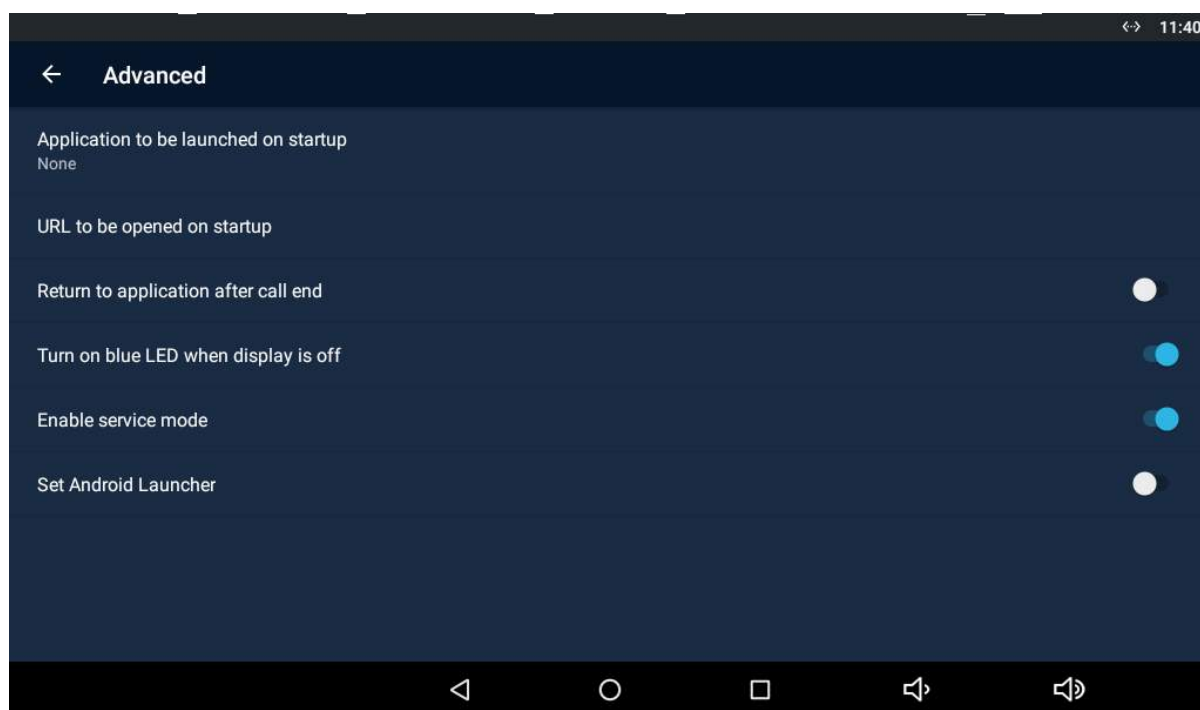 11:40
Advanced
Application to be launched on startup
None
URL to be opened on startup
Return to application after call end
Turn on blue LED when display is off
Enable service mode
Set Android Launcher